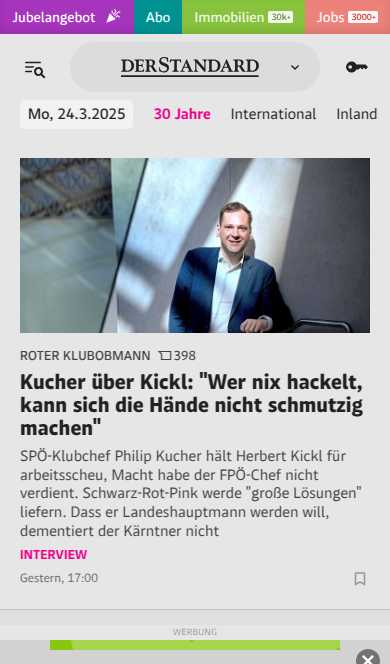 Jubelangebot
Abo
Immobilien 30k+
Jobs 3000+
DERSTANDARD
Mo, 24.3.2025
30 Jahre
International
Inland
ROTER KLUBOBMANN 398
Kucher über Kickl: "Wer nix hackelt,
kann sich die Hände nicht schmutzig
machen"
SPÖ-Klubchef Philip Kucher hält Herbert Kickl für
arbeitsscheu, Macht habe der FPÖ-Chef nicht
verdient. Schwarz-Rot-Pink werde "große Lösungen"
liefern. Dass er Landeshauptmann werden will,
dementiert der Kärntner nicht
INTERVIEW
Gestern, 17:00
WERBUNG